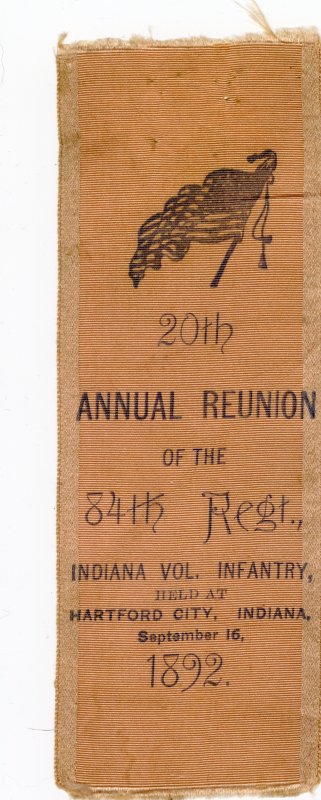 20th
ANNUAL REUNION
OF THE
84th Regt.,
INDIANA VOL. INFANTRY,
HELD AT
HARTFORD CITY, INDIANA,
September 16,
1892.